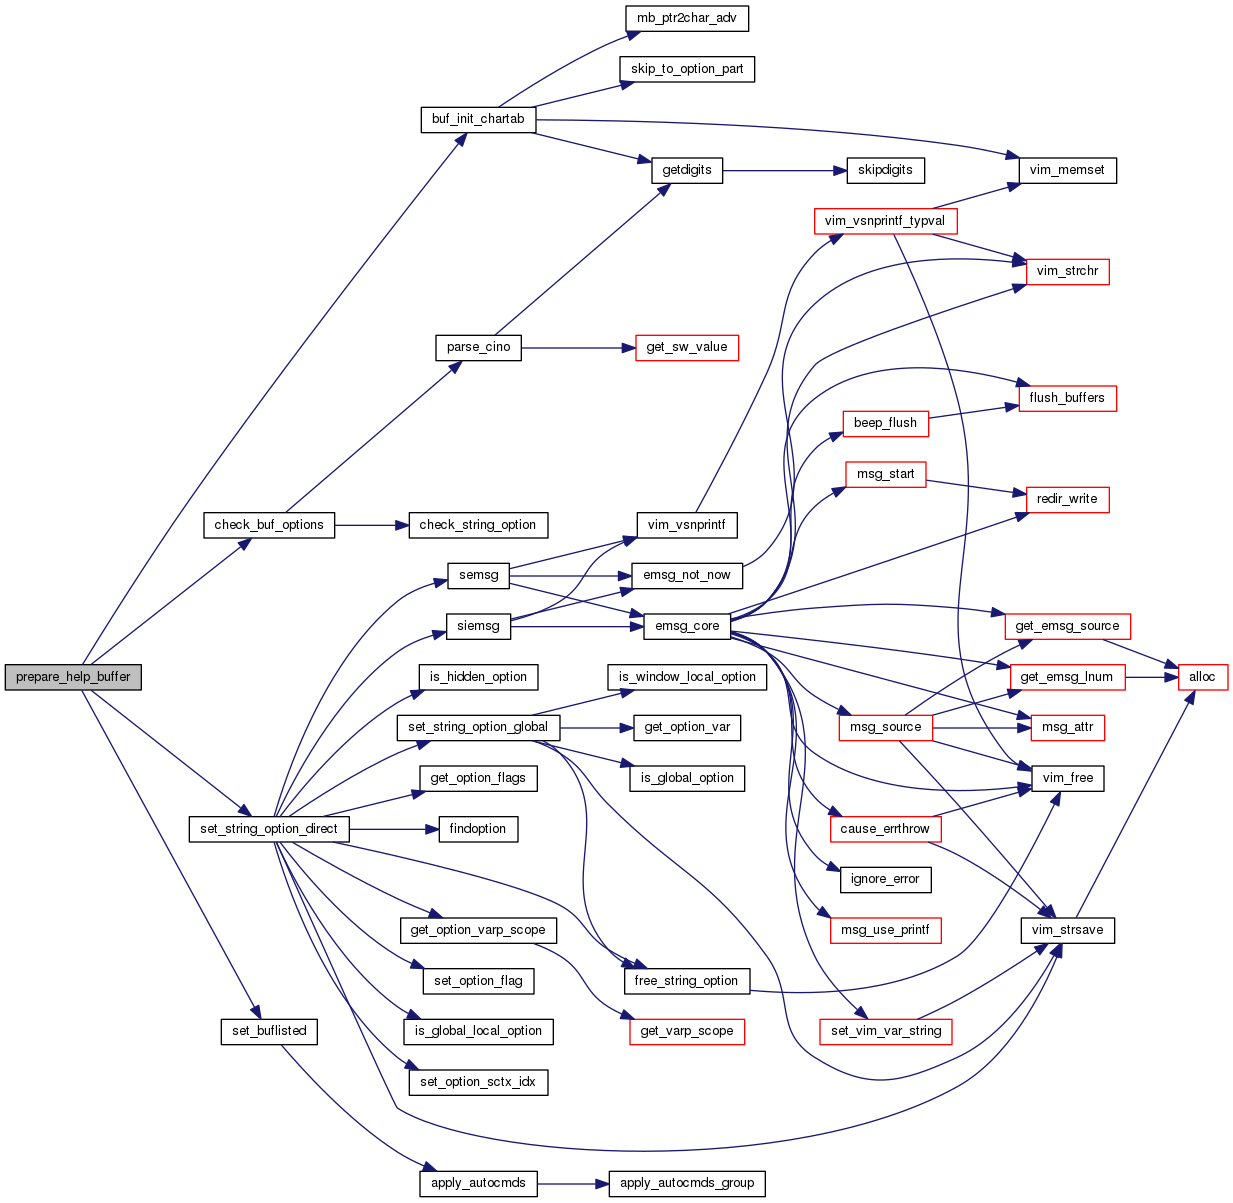 mb_ptr2char_adv
skip_to_option_part
buf_init_chartab
getdigits
skipdigits
vim_memset
vim_vsnprintf_typval
vim_strchr
parse_cino
get_sw_value
flush_buffers
beep_flush
msg_start
redir_write
check_buf_options
check_string_option
vim_vsnprintf
semsg
emsg_not_now
siemsg
emsg_core
get_emsg_source
prepare_help_buffer
is_hidden_option
is_window_local_option
get_emsg_lnum
alloc
set_string_option_global
get_option_var
msg_source
msg_attr
get_option_flags
is_global_option
vim_free
set_string_option_direct
findoption
cause_errthrow
ignore_error
get_option_varp_scope
msg_use_printf
vim_strsave
set_option_flag
free_string_option
set_buflisted
is_global_local_option
get_varp_scope
set_vim_var_string
set_option_sctx_idx
apply_autocmds
apply_autocmds_group